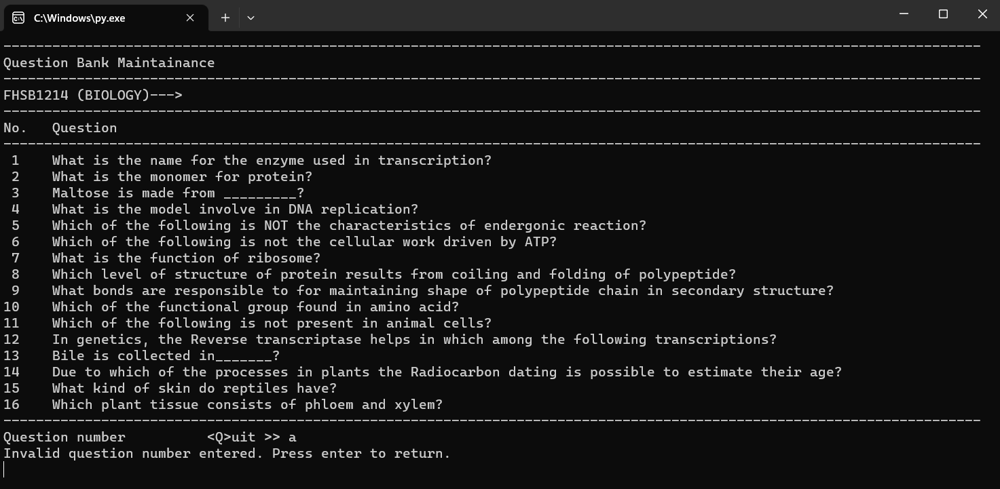 C:\Windows\py.exe
------------------------------------------------------------------------------------------------------------------------
Question Bank Maintainance
------------------------------------------------------------------------------------------------------------------------
FHSB1214 (BIOLOGY)--->
------------------------------------------------------------------------------------------------------------------------
No.   Question
------------------------------------------------------------------------------------------------------------------------
 1    What is the name for the enzyme used in transcription?
 2    What is the monomer for protein?
 3    Maltose is made from _________?
 4    What is the model involve in DNA replication?
 5    Which of the following is NOT the characteristics of endergonic reaction?
 6    Which of the following is not the cellular work driven by ATP?
 7    What is the function of ribosome?
 8    Which level of structure of protein results from coiling and folding of polypeptide?
 9    What bonds are responsible to for maintaining shape of polypeptide chain in secondary structure?
10    Which of the functional group found in amino acid?
11    Which of the following is not present in animal cells?
12    In genetics, the Reverse transcriptase helps in which among the following transcriptions?
13    Bile is collected in_______?
14    Due to which of the processes in plants the Radiocarbon dating is possible to estimate their age?
15    What kind of skin do reptiles have?
16    Which plant tissue consists of phloem and xylem?
------------------------------------------------------------------------------------------------------------------------
Question number          <Q>uit >> a
Invalid question number entered. Press enter to return.